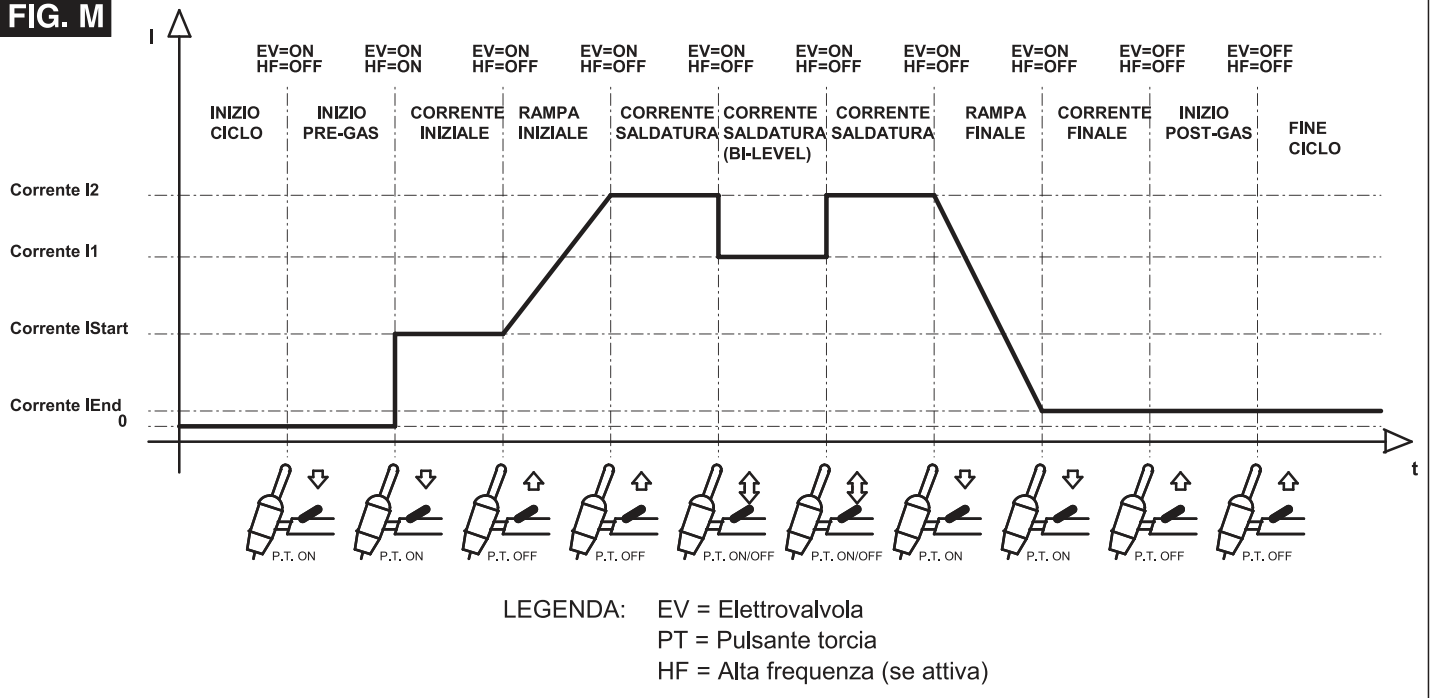 FIG. M
I
EV=ON EV=ON EV=ON EV=ON EV=ON EV=ON EV=ON EV=ON EV=OFF EV=OFF
HF=OFF HF=ON HF=OFF HF=OFF HF=OFF HF=OFF HF=OFF HF=OFF HF=OFF HF=OFF
INIZIO CICLO
INIZIO PRE-GAS
CORRENTE INIZIALE
RAMPA INIZIALE
CORRENTE SALDATURA
CORRENTE SALDATURA (BI-LEVEL)
CORRENTE SALDATURA
RAMPA FINALE
CORRENTE FINALE
INIZIO POST-GAS
FINE CICLO
Corrente I2
Corrente I1
Corrente IStart
Corrente IEnd
0
t
P.T. ON P.T. ON P.T. OFF P.T. OFF P.T. ON/OFF P.T. ON/OFF P.T. ON P.T. ON P.T. OFF P.T. OFF
LEGENDA: EV = Elettrovalvola
PT = Pulsante torcia
HF = Alta frequenza (se attiva)